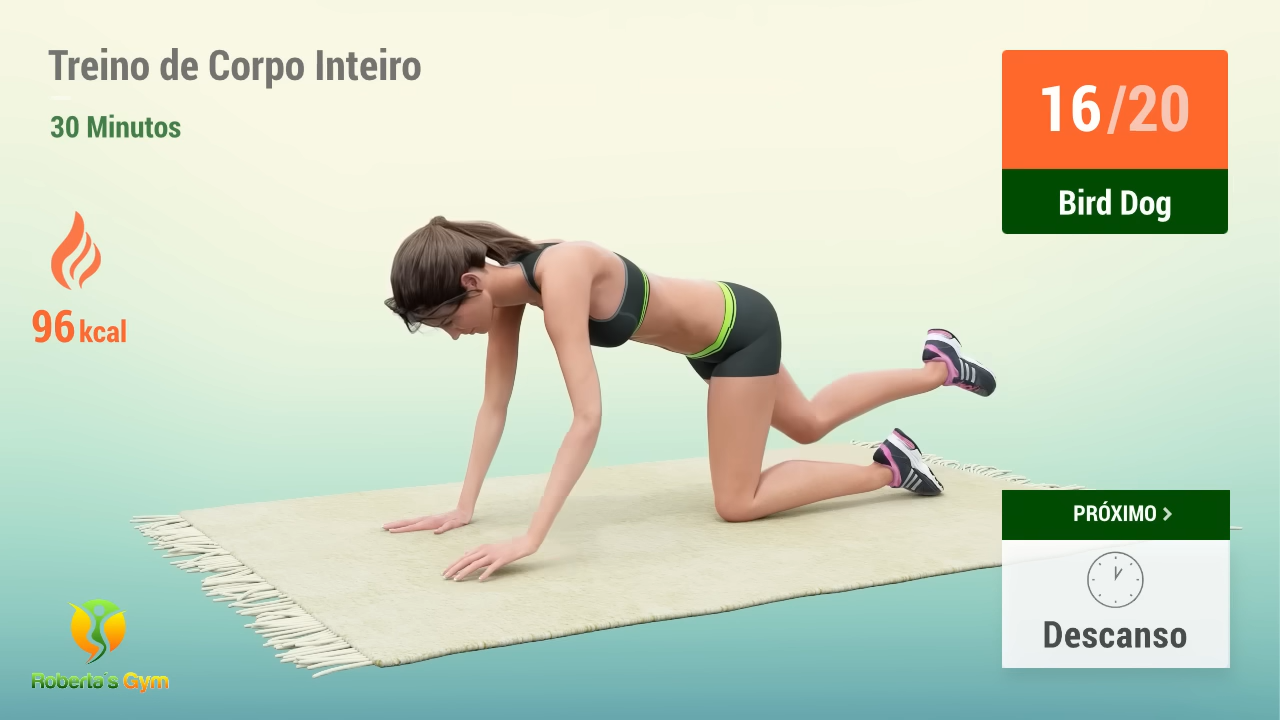 Treino de Corpo Inteiro
30 Minutos
96 kcal
16/20
Bird Dog
PRÓXIMO >
Descanso
Roberta's Gym